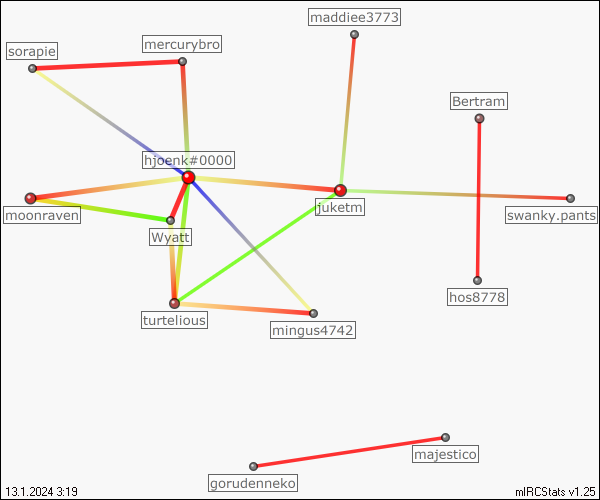 maddiee3773
mercurybro
sorapie
Bertram
hjoenk#0000
moonraven
juketm
swanky.pants
Wyatt
hos8778
turtelious
mingus4742
majestico
gorudenneko
13.1.2024 3:19
mIRCStats v1.25